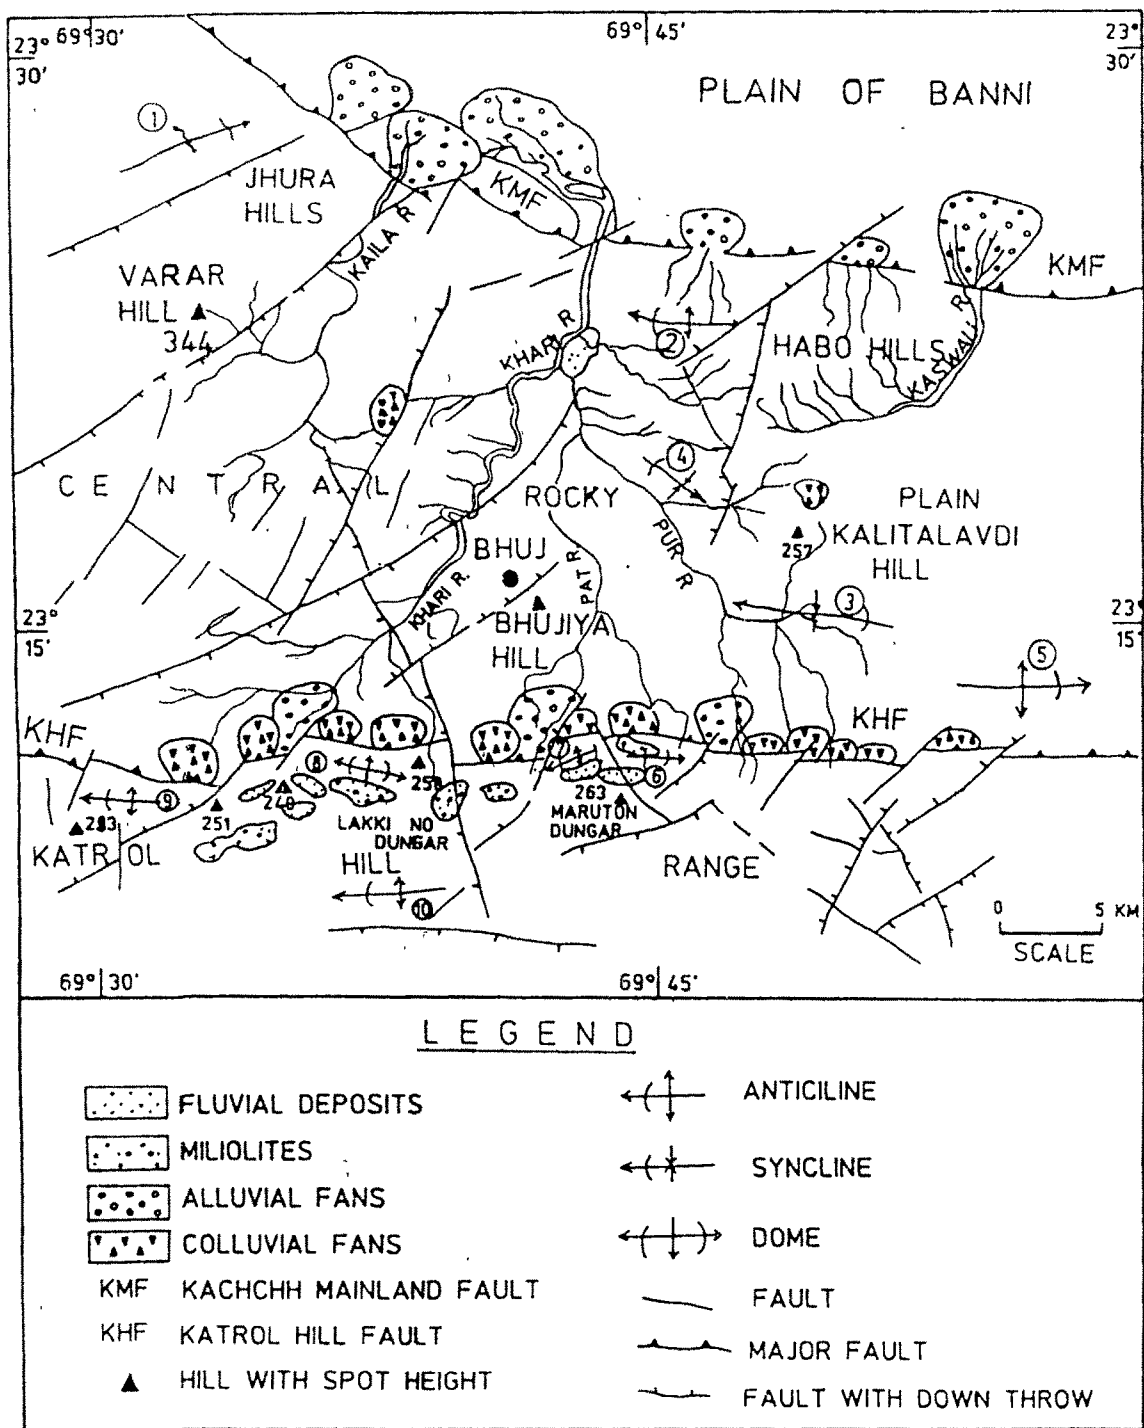 69° 30' 69° 45'
23° 30' 23° 30'
PLAIN OF BANNI
1
JHURA HILLS
KMF
KAILA R
VARAR HILL
344
KMF
KHARI R
2
HABO HILLS
KASWALI R.
CENTRAL
ROCKY
4
PLAIN
KALITALAVDI HILL
257
PUR R
BHUJ
PAT R.
KHARI R.
BHUJIYA HILL
3
23° 15' 23° 15'
5
KHF
KHF
8
6
9
251
263
MARUTON DUNGAR
LAKKI NO DUNGAR
KATROL
HILL
RANGE
10
0 5 KM
SCALE
69° 30' 69° 45'
LEGEND
FLUVIAL DEPOSITS
MILIOLITES
ALLUVIAL FANS
COLLUVIAL FANS
KMF KACHCHH MAINLAND FAULT
KHF KATROL HILL FAULT
HILL WITH SPOT HEIGHT
ANTICILINE
SYNCLINE
DOME
FAULT
MAJOR FAULT
FAULT WITH DOWN THROW